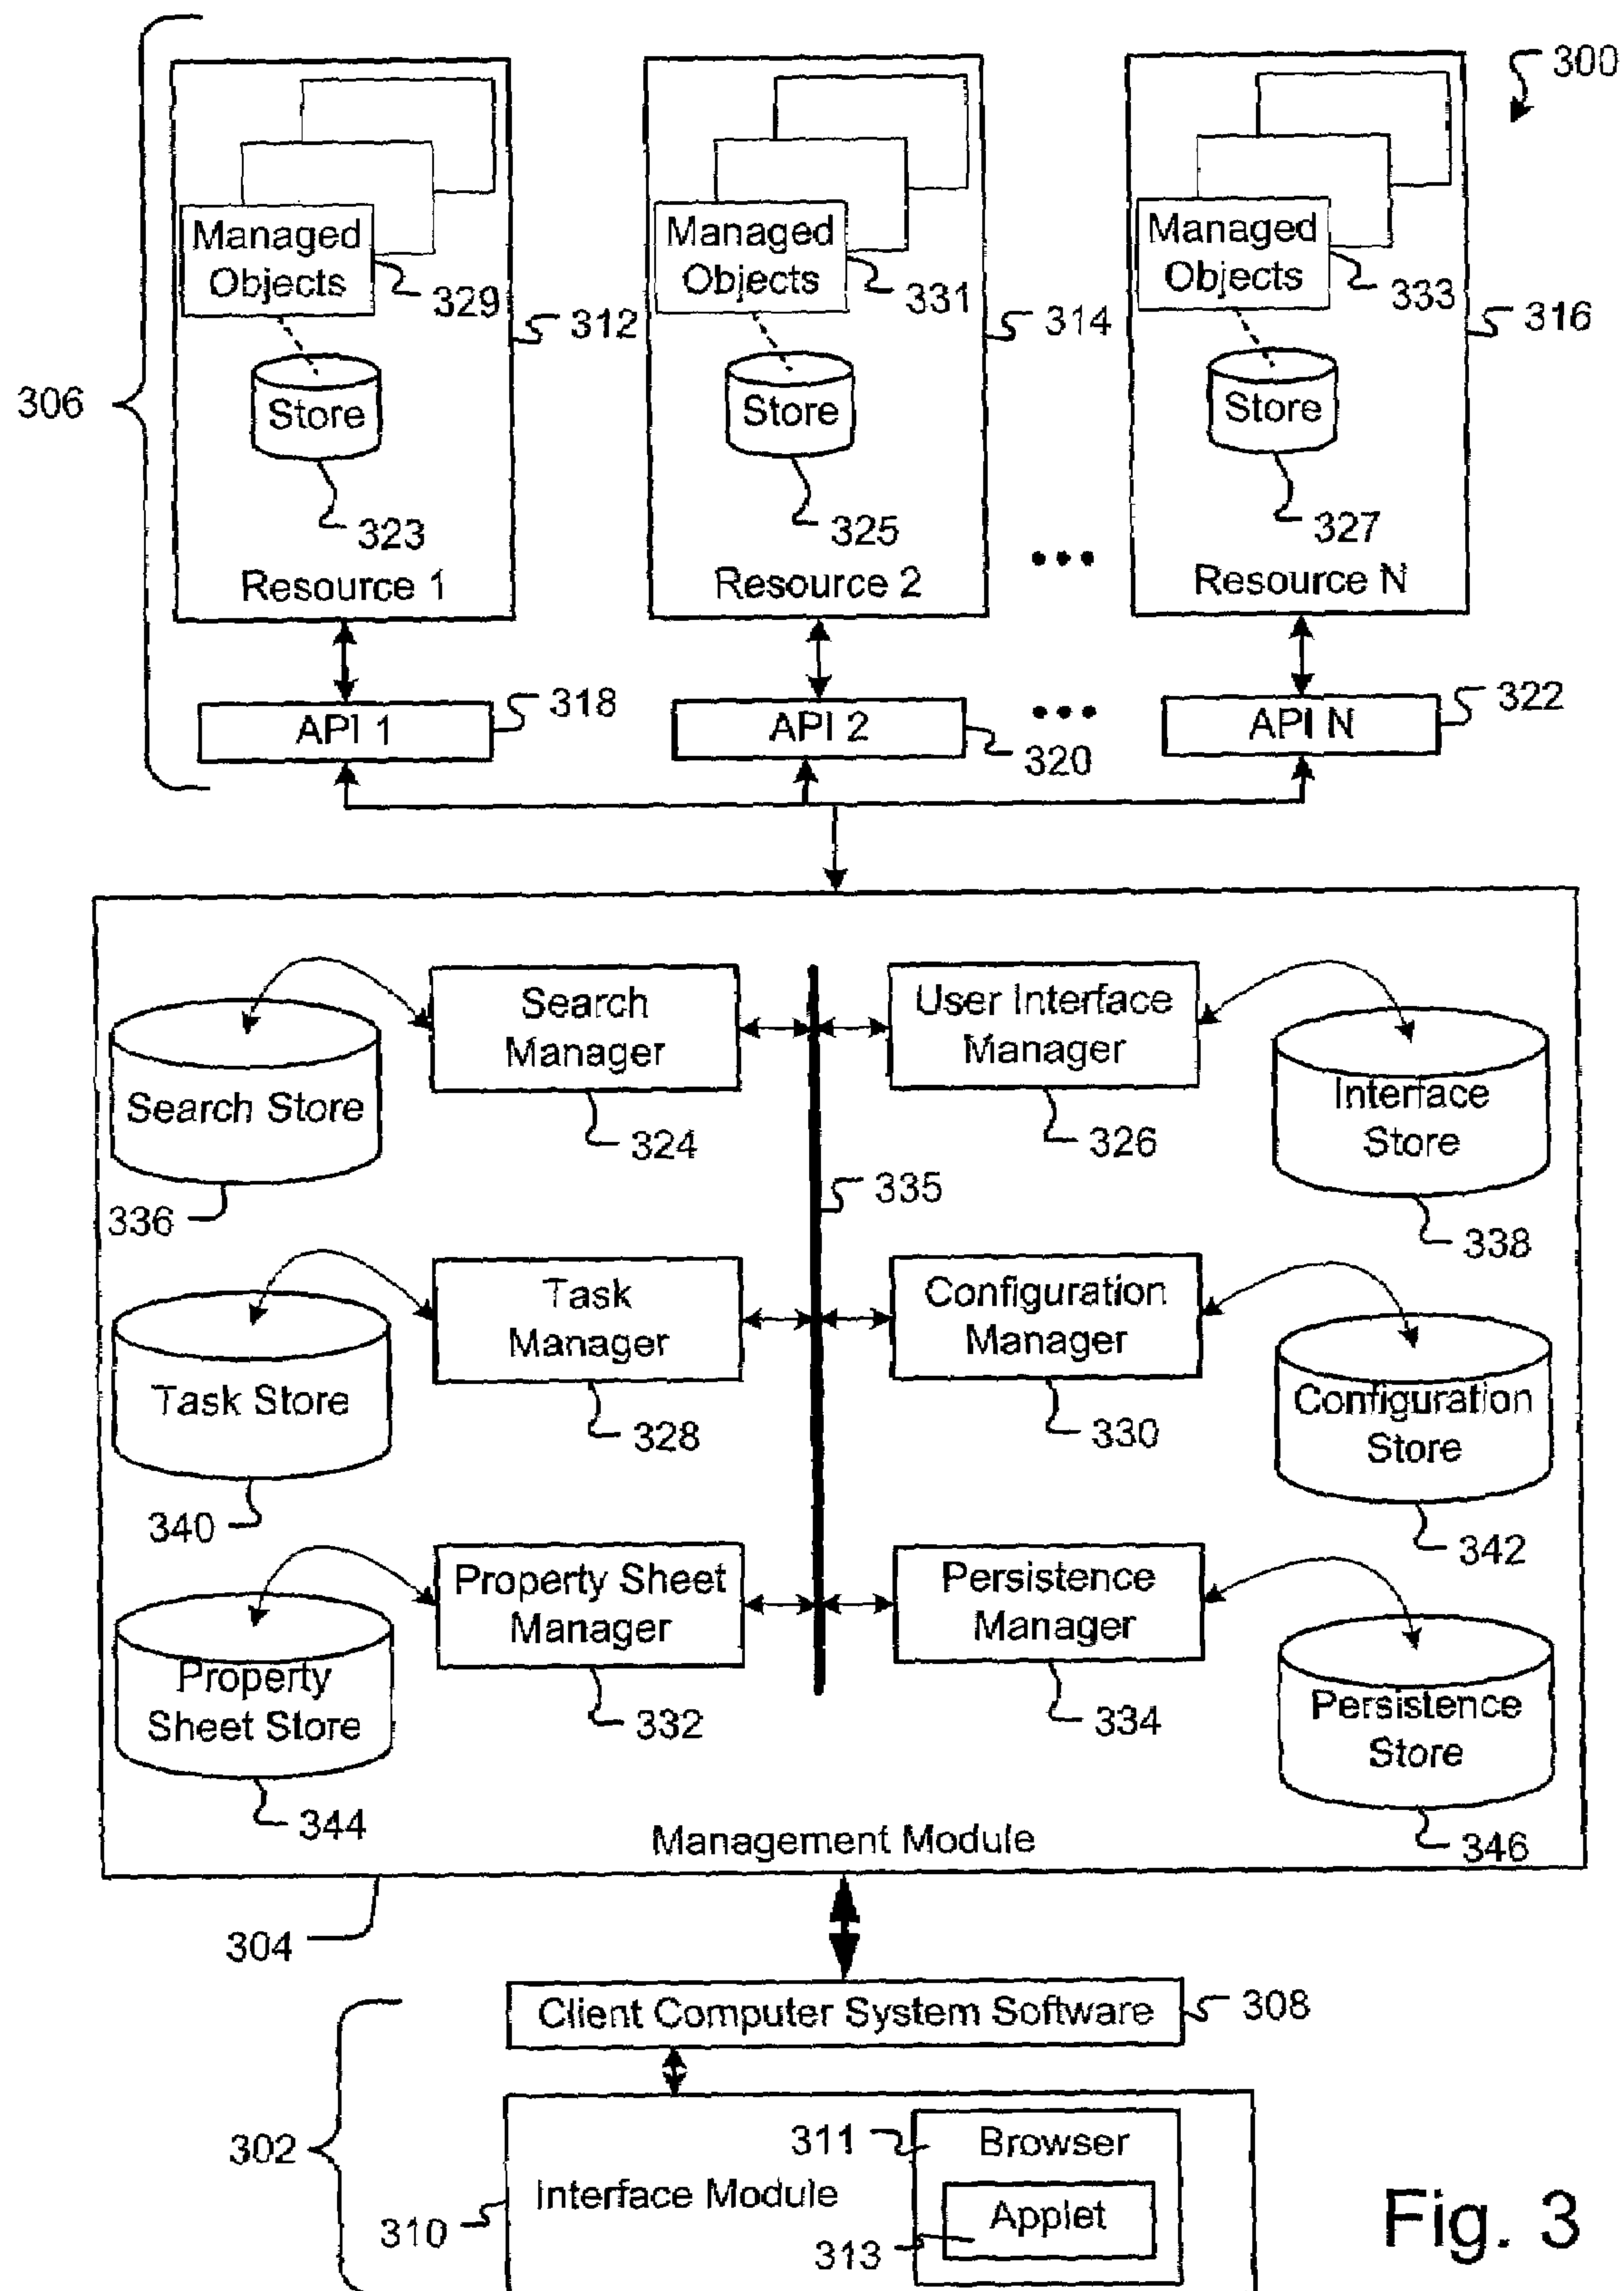 300
Managed
Objects
329
312
Store
323
Resource 1
Managed
Objects
331
314
Store
325
Resource 2
•••
Managed
Objects
333
316
Store
327
Resource N
306
API 1
318
API 2
320
•••
API N
322
Search
Manager
324
Search Store
336
User Interface
Manager
326
Interface
Store
338
335
Task
Manager
328
Task Store
340
Configuration
Manager
330
Configuration
Store
342
Property Sheet
Manager
332
Property
Sheet Store
344
Persistence
Manager
334
Persistence
Store
346
Management Module
304
Client Computer System Software
308
302
311
Browser
Interface Module
310
Applet
313
Fig. 3